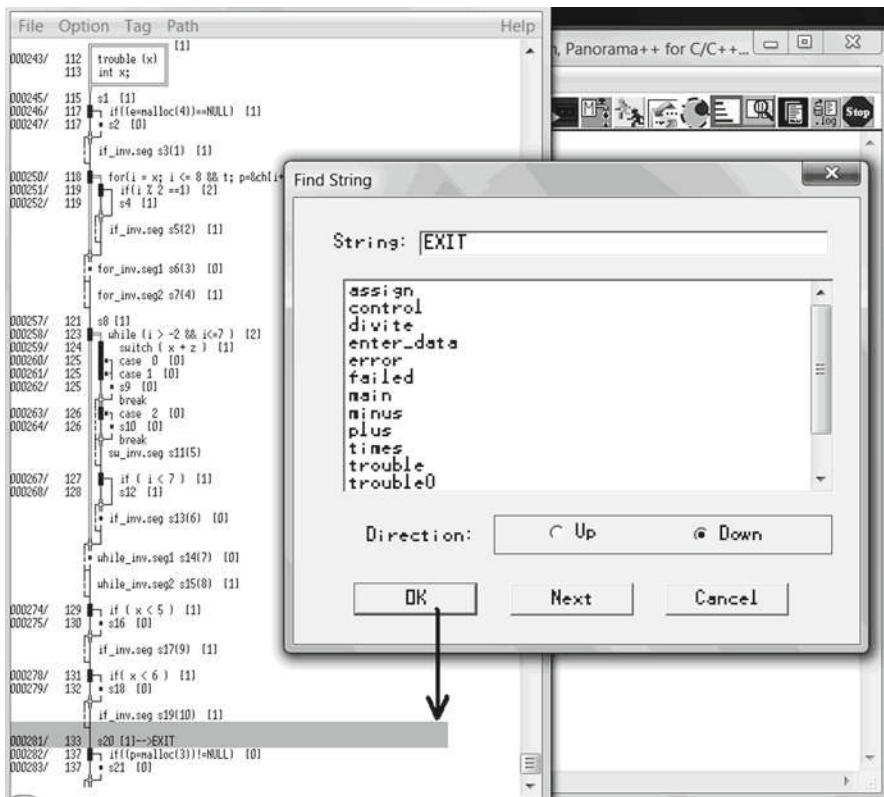 File Option Tag Path Help
[1]
000243/ 112 trouble (x)
113 int x;
000245/ 115 s1 [1]
000246/ 117 if((e=malloc(4))==NULL) [1]
000247/ 117 s2 [0]
if_inv.seg s3(1) [1]
000250/ 118 for(i = x; i <= 8 && t; p=&ch[i+
000251/ 119 if(i % 2 ==1) [2]
000252/ 119 s4 [1]
if_inv.seg s5(2) [1]
for_inv.seg1 s6(3) [0]
for_inv.seg2 s7(4) [1]
000257/ 121 s8 [1]
000258/ 123 while (i > -2 && i<=7 ) [2]
000259/ 124 switch ( x + z ) [1]
000260/ 125 case 0 [0]
000261/ 125 case 1 [0]
000262/ 125 s9 [0]
break
000263/ 126 case 2 [0]
000264/ 126 s10 [0]
break
sw_inv.seg s11(5)
000267/ 127 if ( i < 7 ) [1]
000268/ 128 s12 [1]
if_inv.seg s13(6) [0]
while_inv.seg1 s14(7) [0]
while_inv.seg2 s15(8) [1]
000274/ 129 if ( x < 5 ) [1]
000275/ 130 s16 [0]
if_inv.seg s17(9) [1]
000278/ 131 if( x < 6 ) [1]
000279/ 132 s18 [0]
if_inv.seg s19(10) [1]
000281/ 133 s20 [1]-->EXIT
000282/ 137 if((p=malloc(3))!=NULL) [0]
000283/ 137 s21 [0]
, Panorama++ for C/C++...
M
.log
Stop
Find String
String: EXIT
assign
control
divite
enter_data
error
failed
main
minus
plus
times
trouble
trouble0
Direction: Up Down
OK Next Cancel